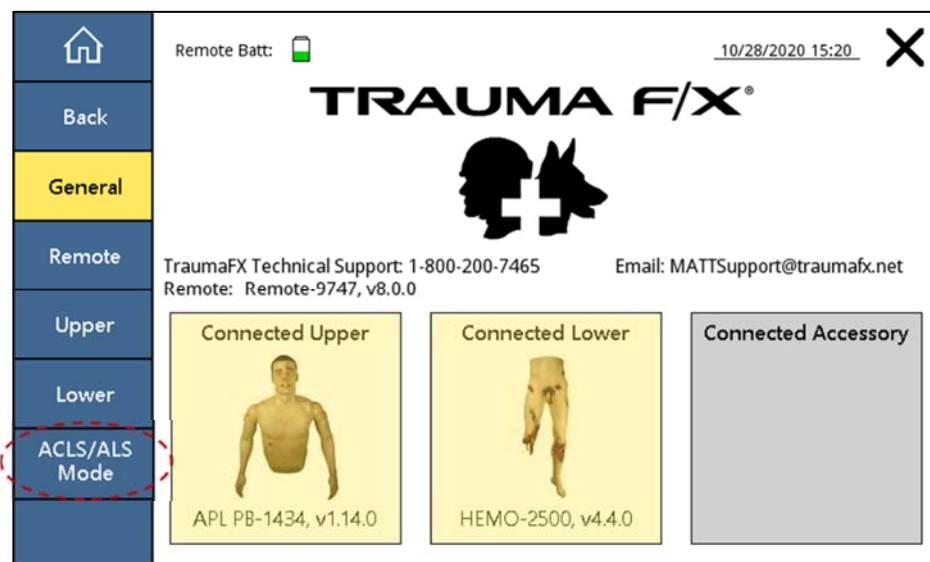 Remote Batt:
10/28/2020 15:20
TRAUMA F/X®
Back
General
Remote
Upper
Lower
ACLS/ALS
Mode
TraumaFX Technical Support: 1-800-200-7465
Email: MATTSupport@traumafx.net
Remote: Remote-9747, v8.0.0
Connected Upper
APL PB-1434, v1.14.0
Connected Lower
HEMO-2500, v4.4.0
Connected Accessory